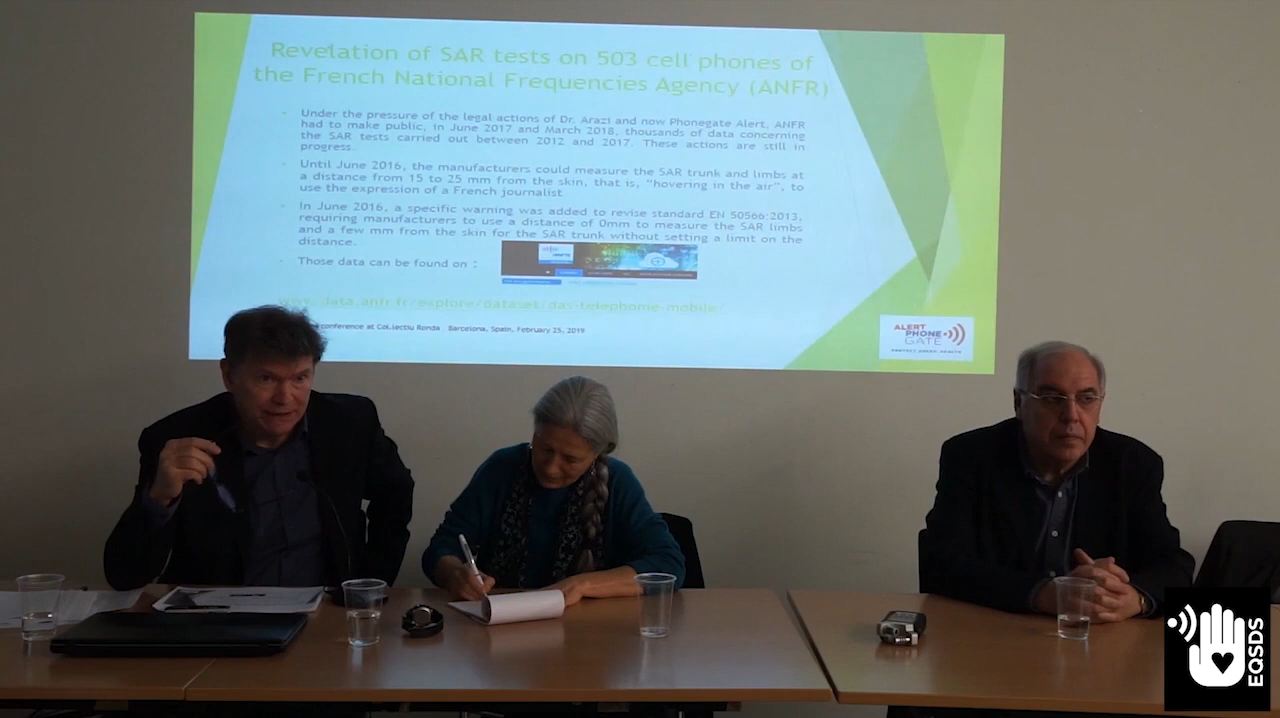 Revelation of SAR tests on 503 cell phones of
the French National Frequencies Agency (ANFR)
Under the pressure of the legal actions of Dr. Arazi and now Phonegate Alert, ANFR
had to make public, in June 2017 and March 2018, thousands of data concerning
the SAR tests carried out between 2012 and 2017. These actions are still in
progress.
Until June 2016, the manufacturers could measure the SAR trunk and limbs at
a distance from 15 to 25 mm from the skin, that is, "hovering in the air", to
use the expression of a French journalist
In June 2016, a specific warning was added to revise standard EN 50566:2013,
requiring manufacturers to use a distance of 0mm to measure the SAR limbs
and a few mm from the skin for the SAR trunk without setting a limit on the
distance.
Those data can be found on :
www.data.anfr.fr/explore/dataset/das-telephonie-mobile/
conference at Col.lectiu Ronda Barcelona, Spain, February 25, 2019
ALERT
PHONE
GATE
EQSDS